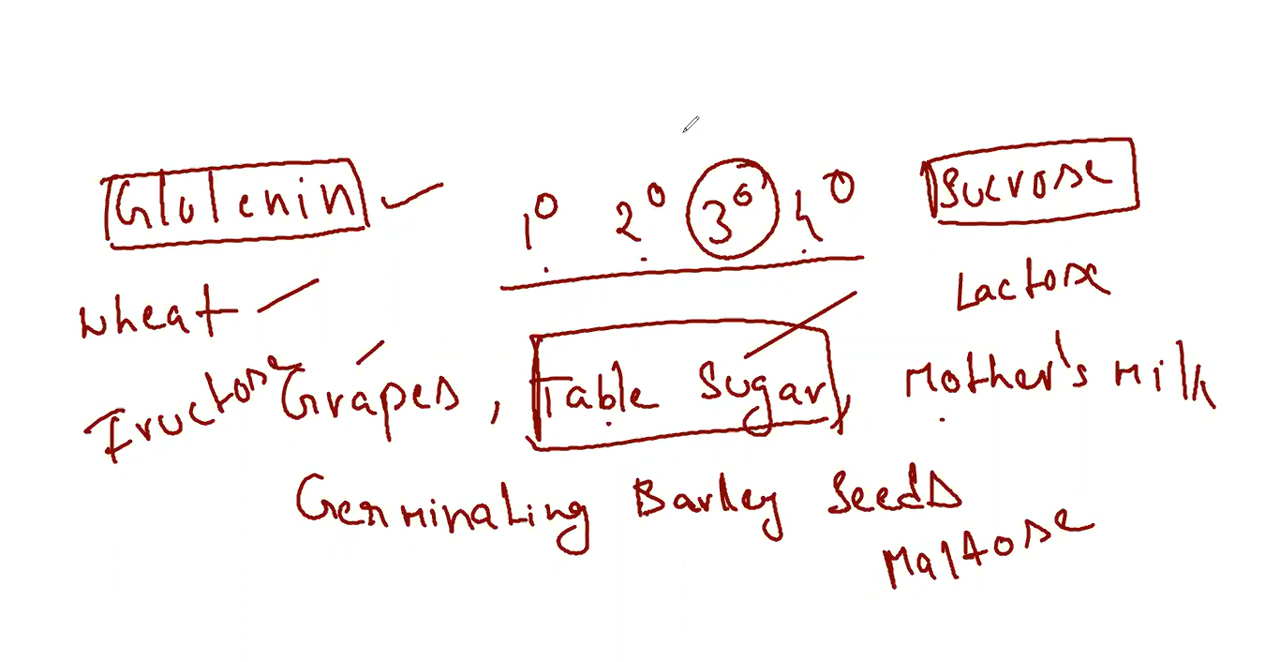 Glutenin 1° 2° 3° 4° Sucrose
Wheat Lactose
Fructose Grapes, Table Sugar, Mother's Milk
Germinating Barley Seeds
Maltose